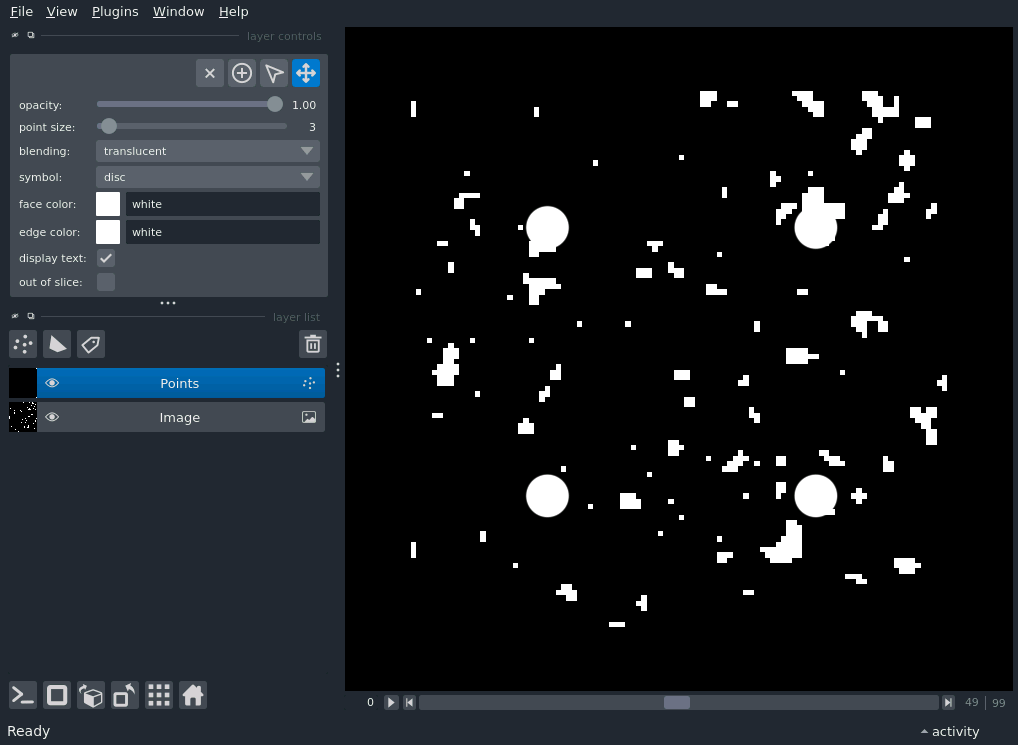 File View Plugins Window Help
layer controls
opacity: 1.00
point size: 3
blending: translucent
symbol: disc
face color: white
edge color: white
display text:
out of slice:
layer list
Points
Image
0 49 99
Ready activity